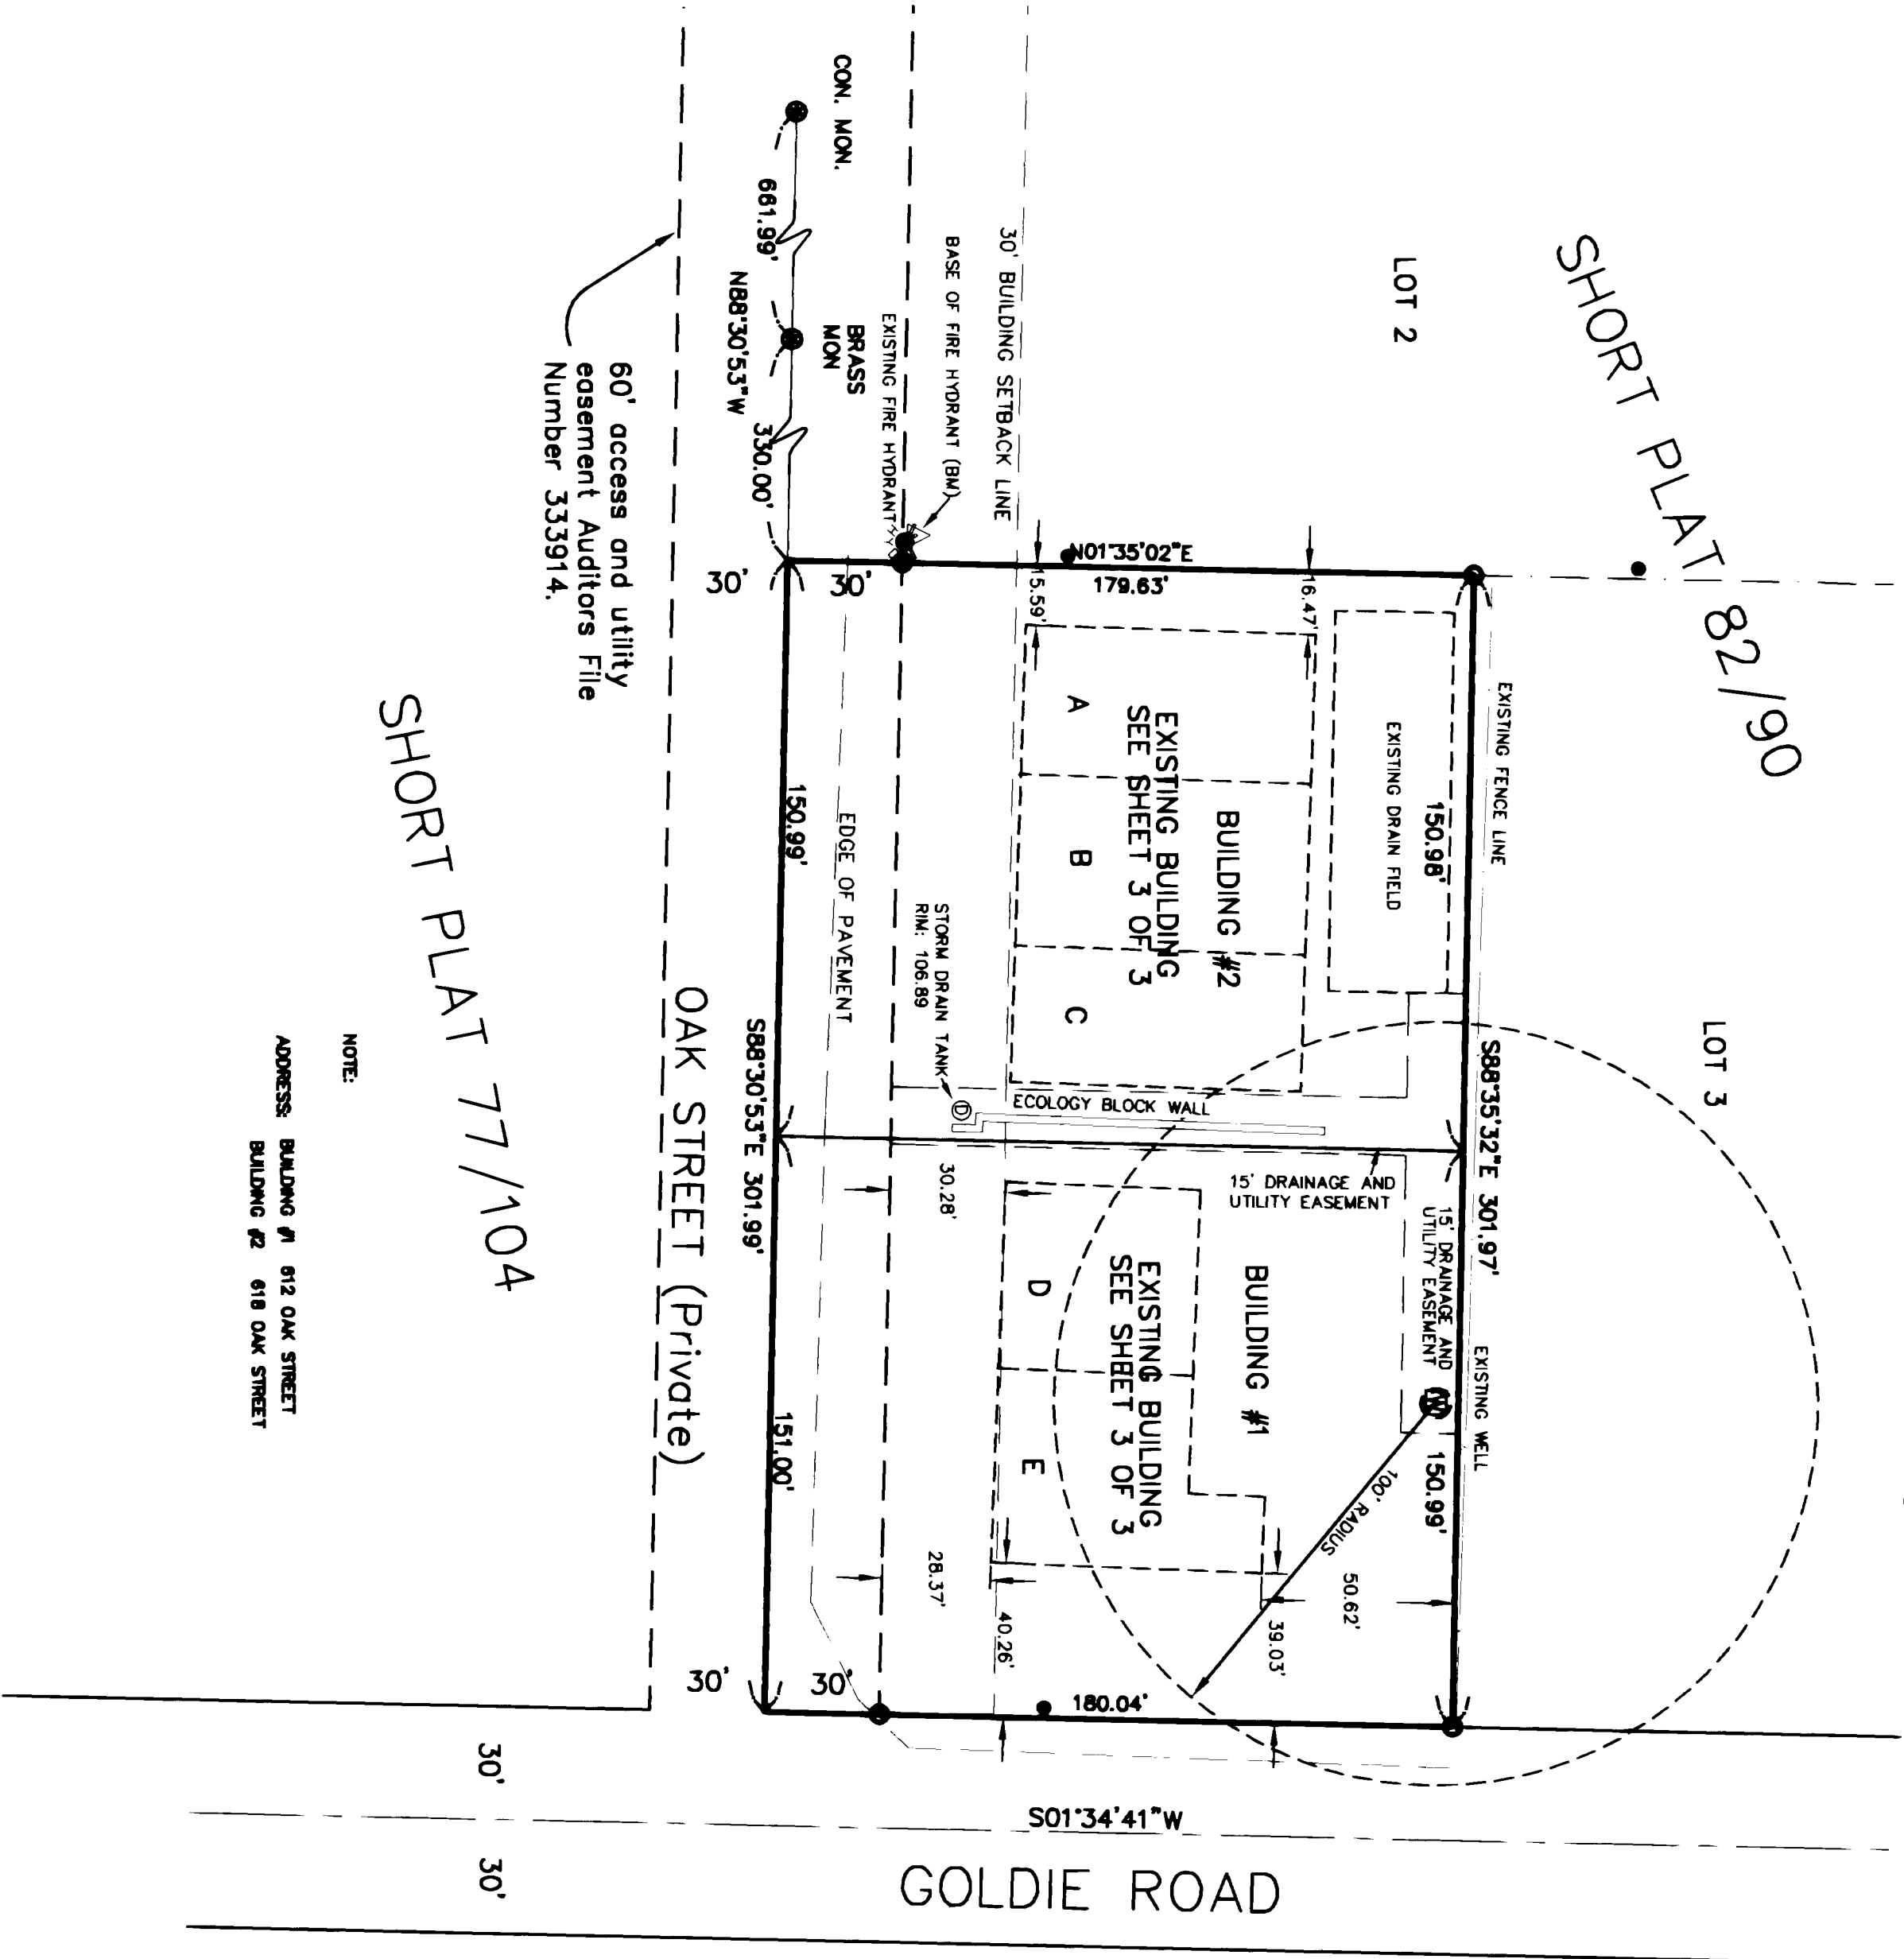 SHORT PLAT 82/90
LOT 2
LOT 3
CON. MON.
661.99'
N88°30'53"W
330.00'
BRASS
MON
EXISTING FIRE HYDRANT
BASE OF FIRE HYDRANT (BM)
30' BUILDING SETBACK LINE
60' access and utility
easement Auditors File
Number 333914.
N01°35'02"E
179.63'
15.59'
16.47'
30'
30'
EXISTING FENCE LINE
150.98'
EXISTING DRAIN FIELD
BUILDING #2
EXISTING BUILDING
SEE SHEET 3 OF 3
A
B
C
STORM DRAIN TANK
RIM: 106.89
D
EDGE OF PAVEMENT
150.99'
S88°30'53"E 301.99'
ECOLOGY BLOCK WALL
S88°35'32"E 301.97'
15' DRAINAGE AND
UTILITY EASEMENT
15' DRAINAGE AND
UTILITY EASEMENT
EXISTING WELL
W
150.99'
100' RADIUS
BUILDING #1
EXISTING BUILDING
SEE SHEET 3 OF 3
D
E
30.28'
28.37'
40.26'
39.03'
50.62'
180.04'
151.00'
30'
30'
OAK STREET (Private)
SHORT PLAT 77/104
NOTE:
ADDRESS: BUILDING #1 612 OAK STREET
BUILDING #2 618 OAK STREET
30'
30'
S01°34'41"W
GOLDIE ROAD